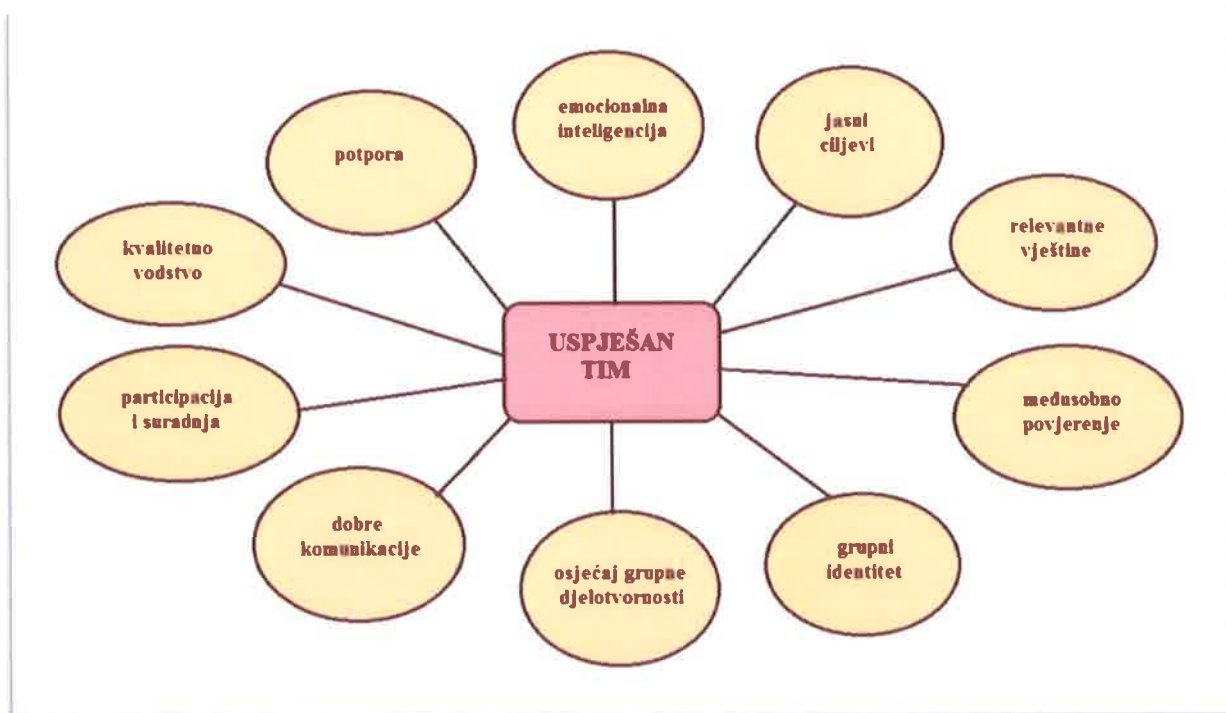 emocionalna
inteligencija
jasni
ciljevi
potpora
relevantne
vještine
kvalitetno
vodstvo
USPJEŠAN
TIM
participacija
i suradnja
međusobno
povjerenje
dobre
komunikacije
osjećaj grupne
djelotvornosti
grupni
identitet